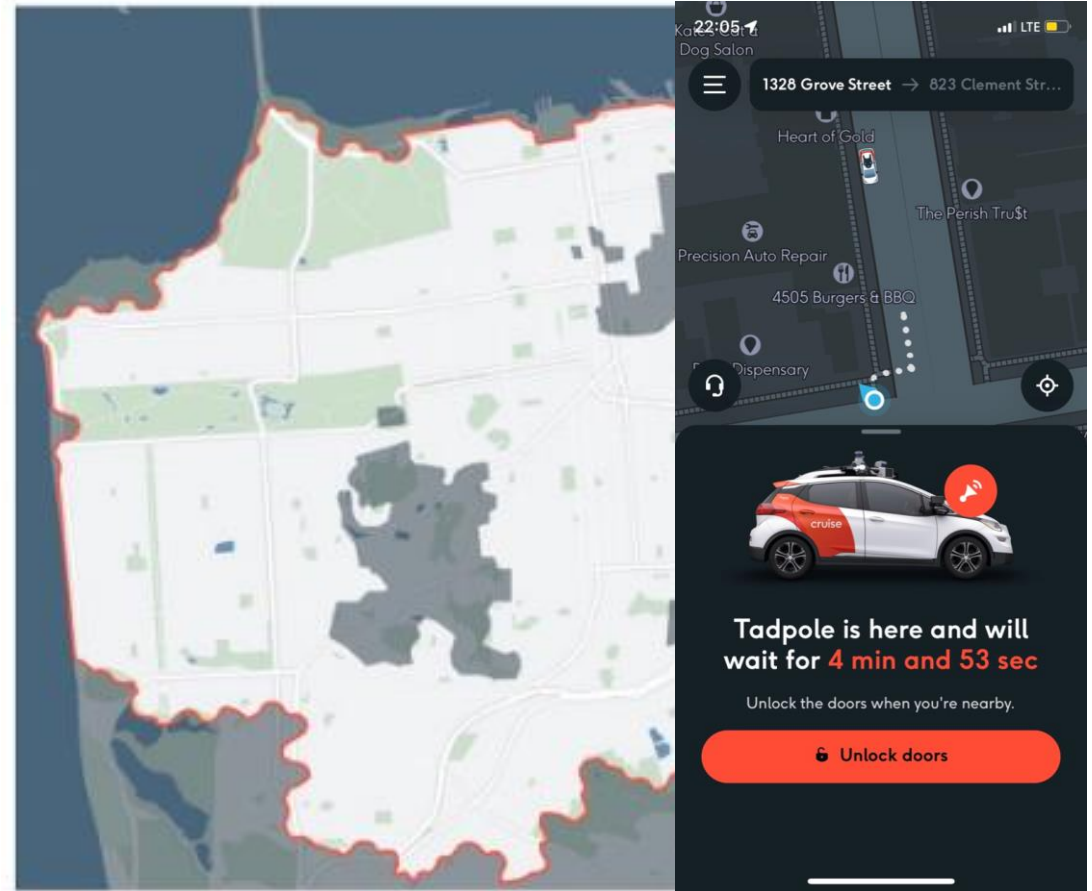 Kate's Cat &
Dog Salon
22:05
LTE
1328 Grove Street → 823 Clement Str...
Heart of Gold
The Perish Tru$t
Precision Auto Repair
4505 Burgers & BBQ
Dispensary
cruise
Tadpole is here and will
wait for 4 min and 53 sec
Unlock the doors when you're nearby.
Unlock doors